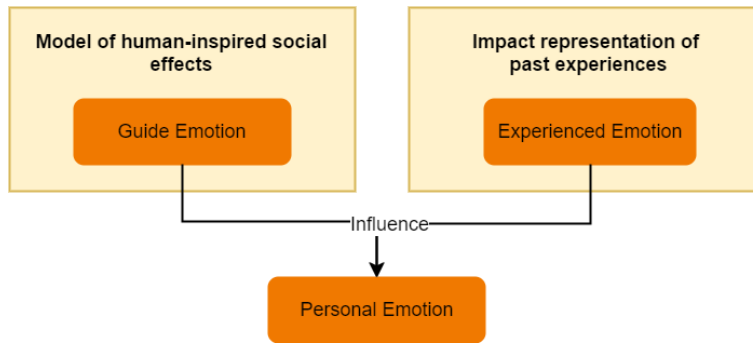 Model of human-inspired social
effects
Guide Emotion
Impact representation of
past experiences
Experienced Emotion
Influence
Personal Emotion